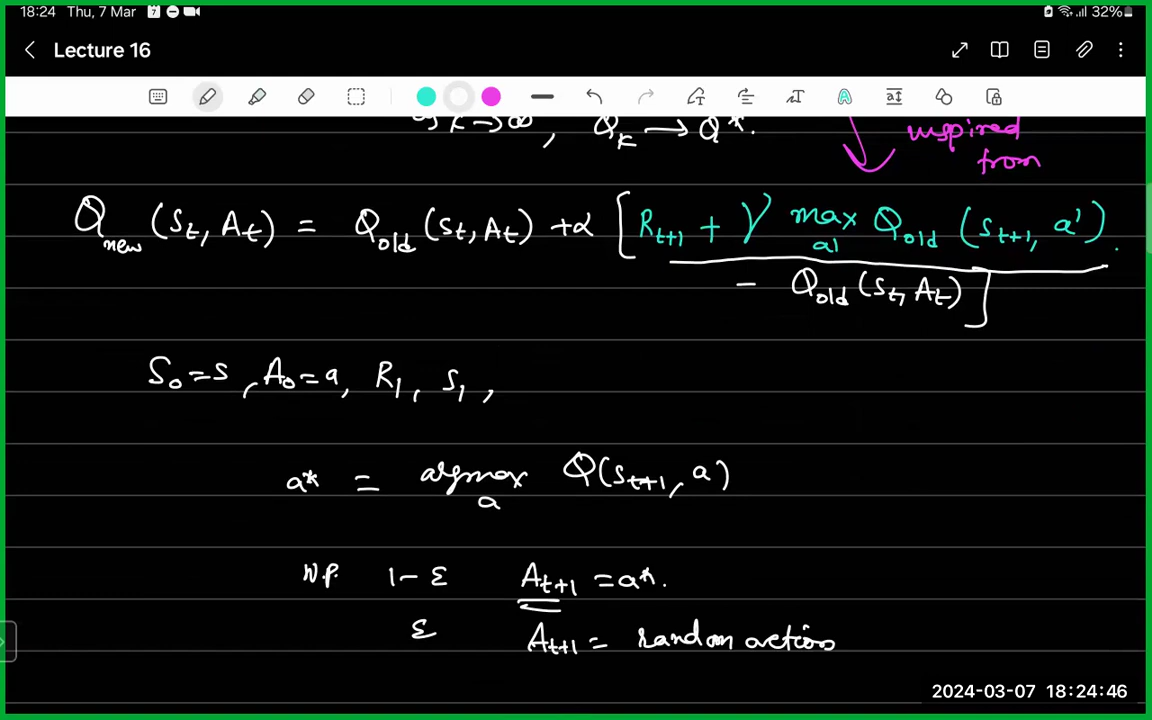 18:24 Thu, 7 Mar 7 32%
Lecture 16
as k → ∞, Q_k → Q*. inspired
from
Q_new (S_t, A_t) = Q_old (S_t, A_t) + α [ R_{t+1} + γ max_{a'} Q_old (S_{t+1}, a') .
- Q_old (S_t, A_t) ]
S_0 = s, A_0 = a, R_1, S_1,
a* = argmax_a Q(S_{t+1}, a)
W.P. 1-ε A_{t+1} = a*.
ε A_{t+1} = random action
2024-03-07 18:24:46